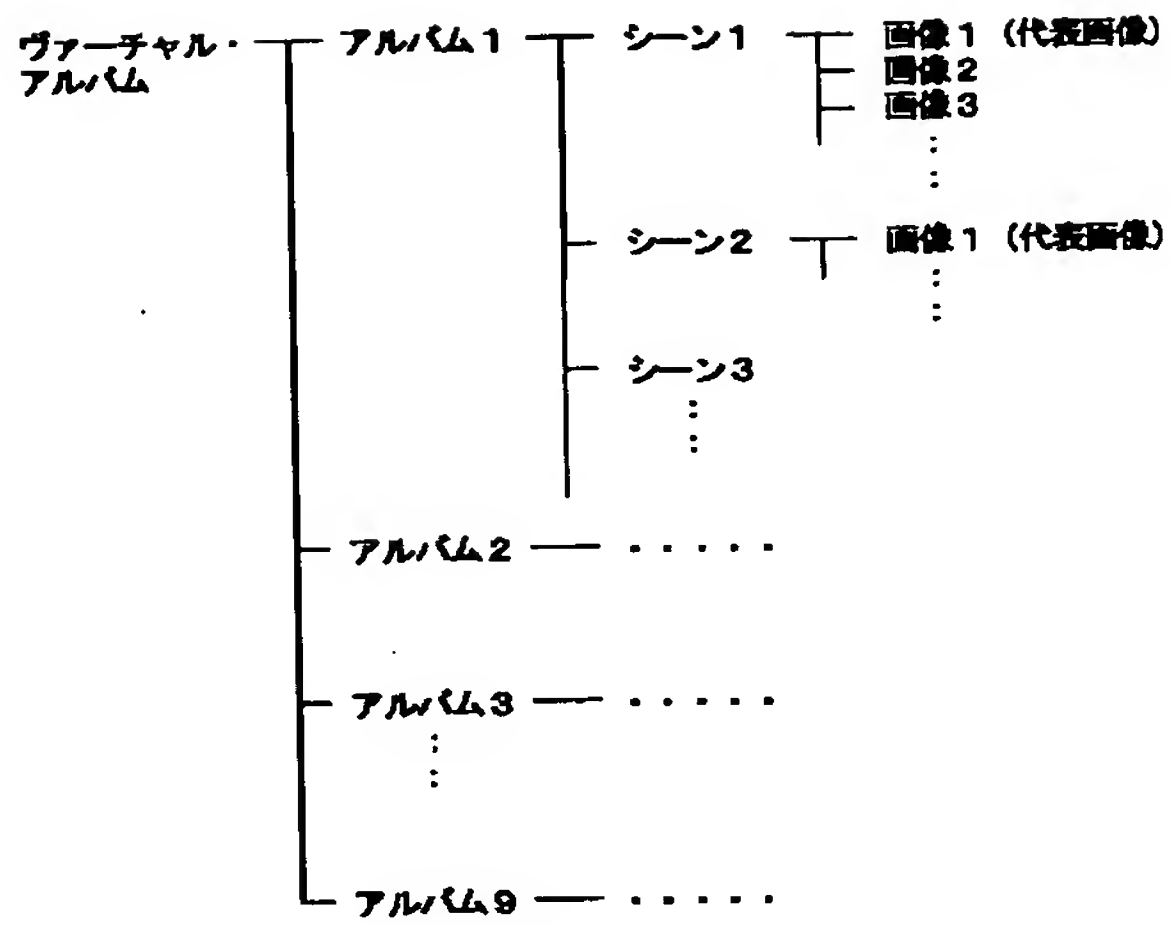 ヴァーチャル・ アルバム1 シーン1 画像1（代表画像）
アルバム 画像2
画像3
シーン2 画像1（代表画像）
シーン3
アルバム2 ・・・・・
アルバム3 ・・・・・
アルバム9 ・・・・・